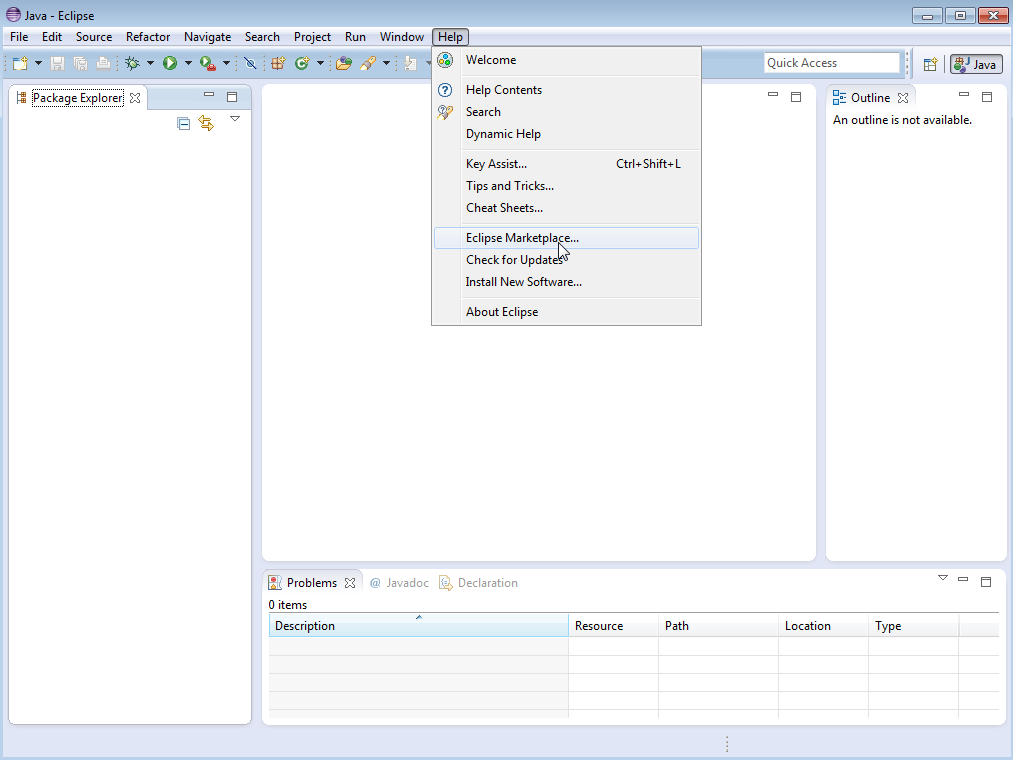 Java - Eclipse
File Edit Source Refactor Navigate Search Project Run Window Help
Quick Access
Java
Welcome
Help Contents
Search
Dynamic Help
Key Assist... Ctrl+Shift+L
Tips and Tricks...
Cheat Sheets...
Eclipse Marketplace...
Check for Updates
Install New Software...
About Eclipse
Package Explorer
Outline
An outline is not available.
Problems @ Javadoc Declaration
0 items
Description Resource Path Location Type